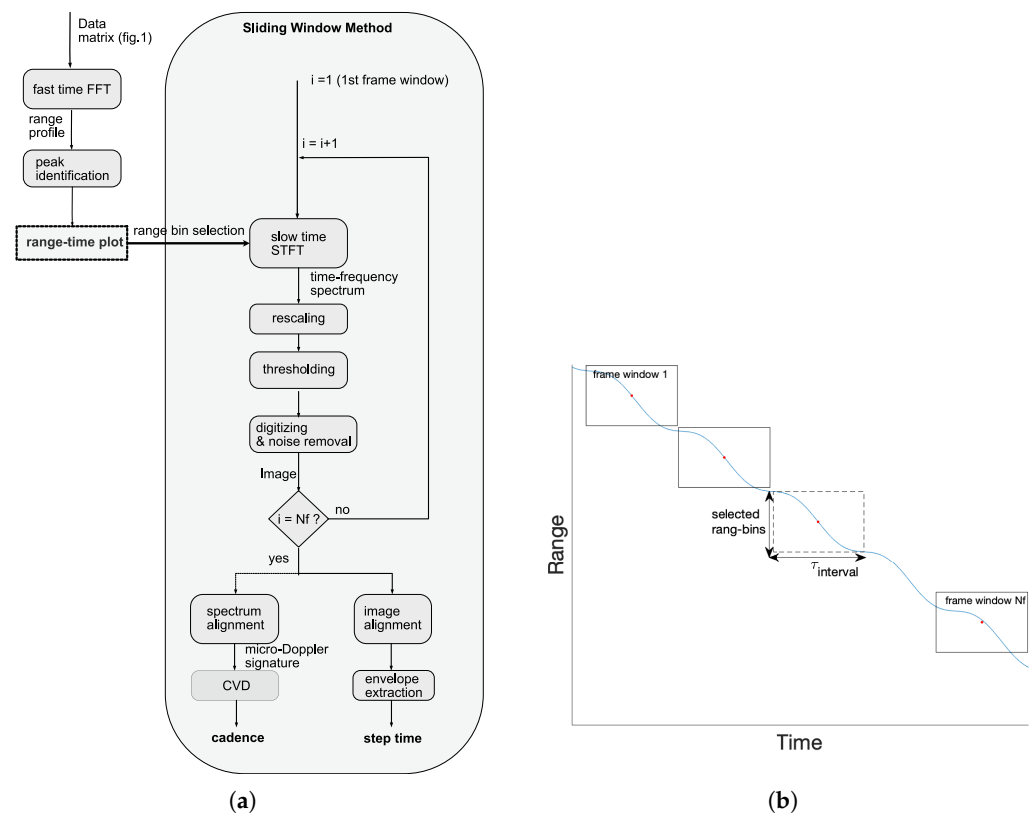 Data
matrix (fig.1)
fast time FFT
range
profile
peak
identification
range-time plot
range bin selection
Sliding Window Method
i =1 (1st frame window)
i = i+1
slow time
STFT
time-frequency
spectrum
rescaling
thresholding
digitizing
& noise removal
Image
i = Nf ?
no
yes
spectrum
alignment
image
alignment
micro-Doppler
signature
CVD
envelope
extraction
cadence
step time
(a)
frame window 1
selected
rang-bins
τinterval
frame window Nf
Range
Time
(b)